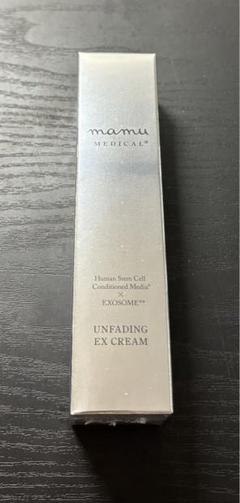 mamu
MEDICAL®
Human Stem Cell
Conditioned Media*
×
EXOSOME**
UNFADING
EX CREAM